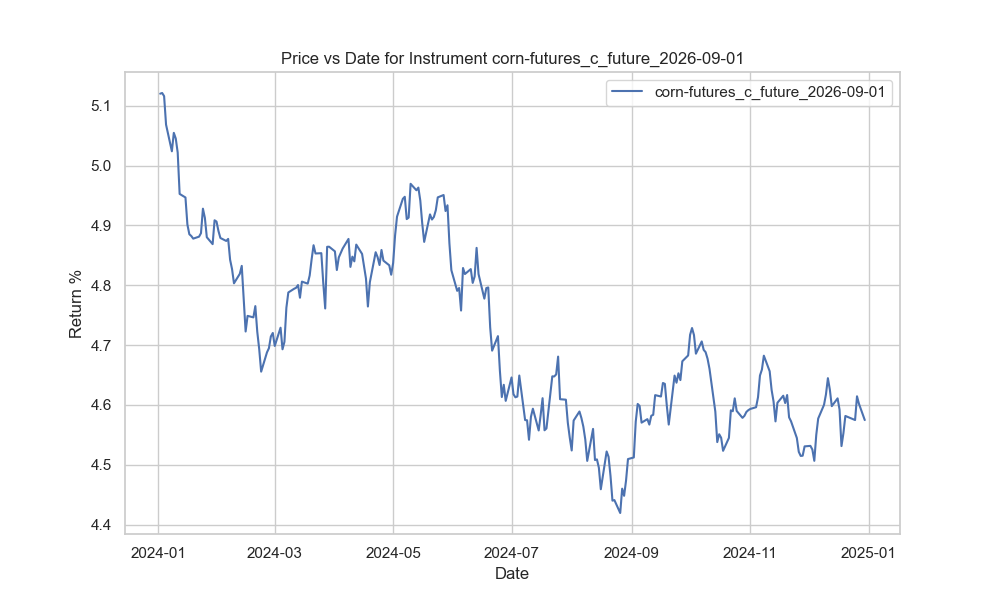 Price vs Date for Instrument corn-futures_c_future_2026-09-01
corn-futures_c_future_2026-09-01
Return %
5.1
5.0
4.9
4.8
4.7
4.6
4.5
4.4
2024-01 2024-03 2024-05 2024-07 2024-09 2024-11 2025-01
Date